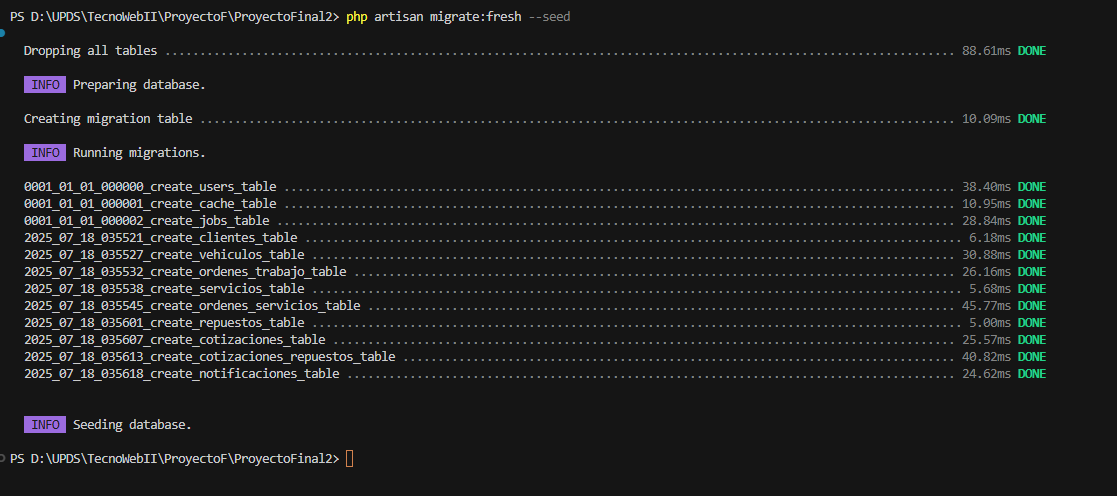 PS D:\UPDS\TecnoWebII\ProyectoF\ProyectoFinal2> php artisan migrate:fresh --seed
Dropping all tables ........................................................................................................ 88.61ms DONE
INFO Preparing database.
Creating migration table ................................................................................................... 10.09ms DONE
INFO Running migrations.
0001_01_01_000000_create_users_table ....................................................................................... 38.40ms DONE
0001_01_01_000001_create_cache_table ....................................................................................... 10.95ms DONE
0001_01_01_000002_create_jobs_table ........................................................................................ 28.84ms DONE
2025_07_18_035521_create_clientes_table ..................................................................................... 6.18ms DONE
2025_07_18_035527_create_vehiculos_table ................................................................................... 30.88ms DONE
2025_07_18_035532_create_ordenes_trabajo_table ............................................................................. 26.16ms DONE
2025_07_18_035538_create_servicios_table .................................................................................... 5.68ms DONE
2025_07_18_035545_create_ordenes_servicios_table ........................................................................... 45.77ms DONE
2025_07_18_035601_create_repuestos_table .................................................................................... 5.00ms DONE
2025_07_18_035607_create_cotizaciones_table ................................................................................ 25.57ms DONE
2025_07_18_035613_create_cotizaciones_repuestos_table ...................................................................... 40.82ms DONE
2025_07_18_035618_create_notificaciones_table .............................................................................. 24.62ms DONE
INFO Seeding database.
PS D:\UPDS\TecnoWebII\ProyectoF\ProyectoFinal2>